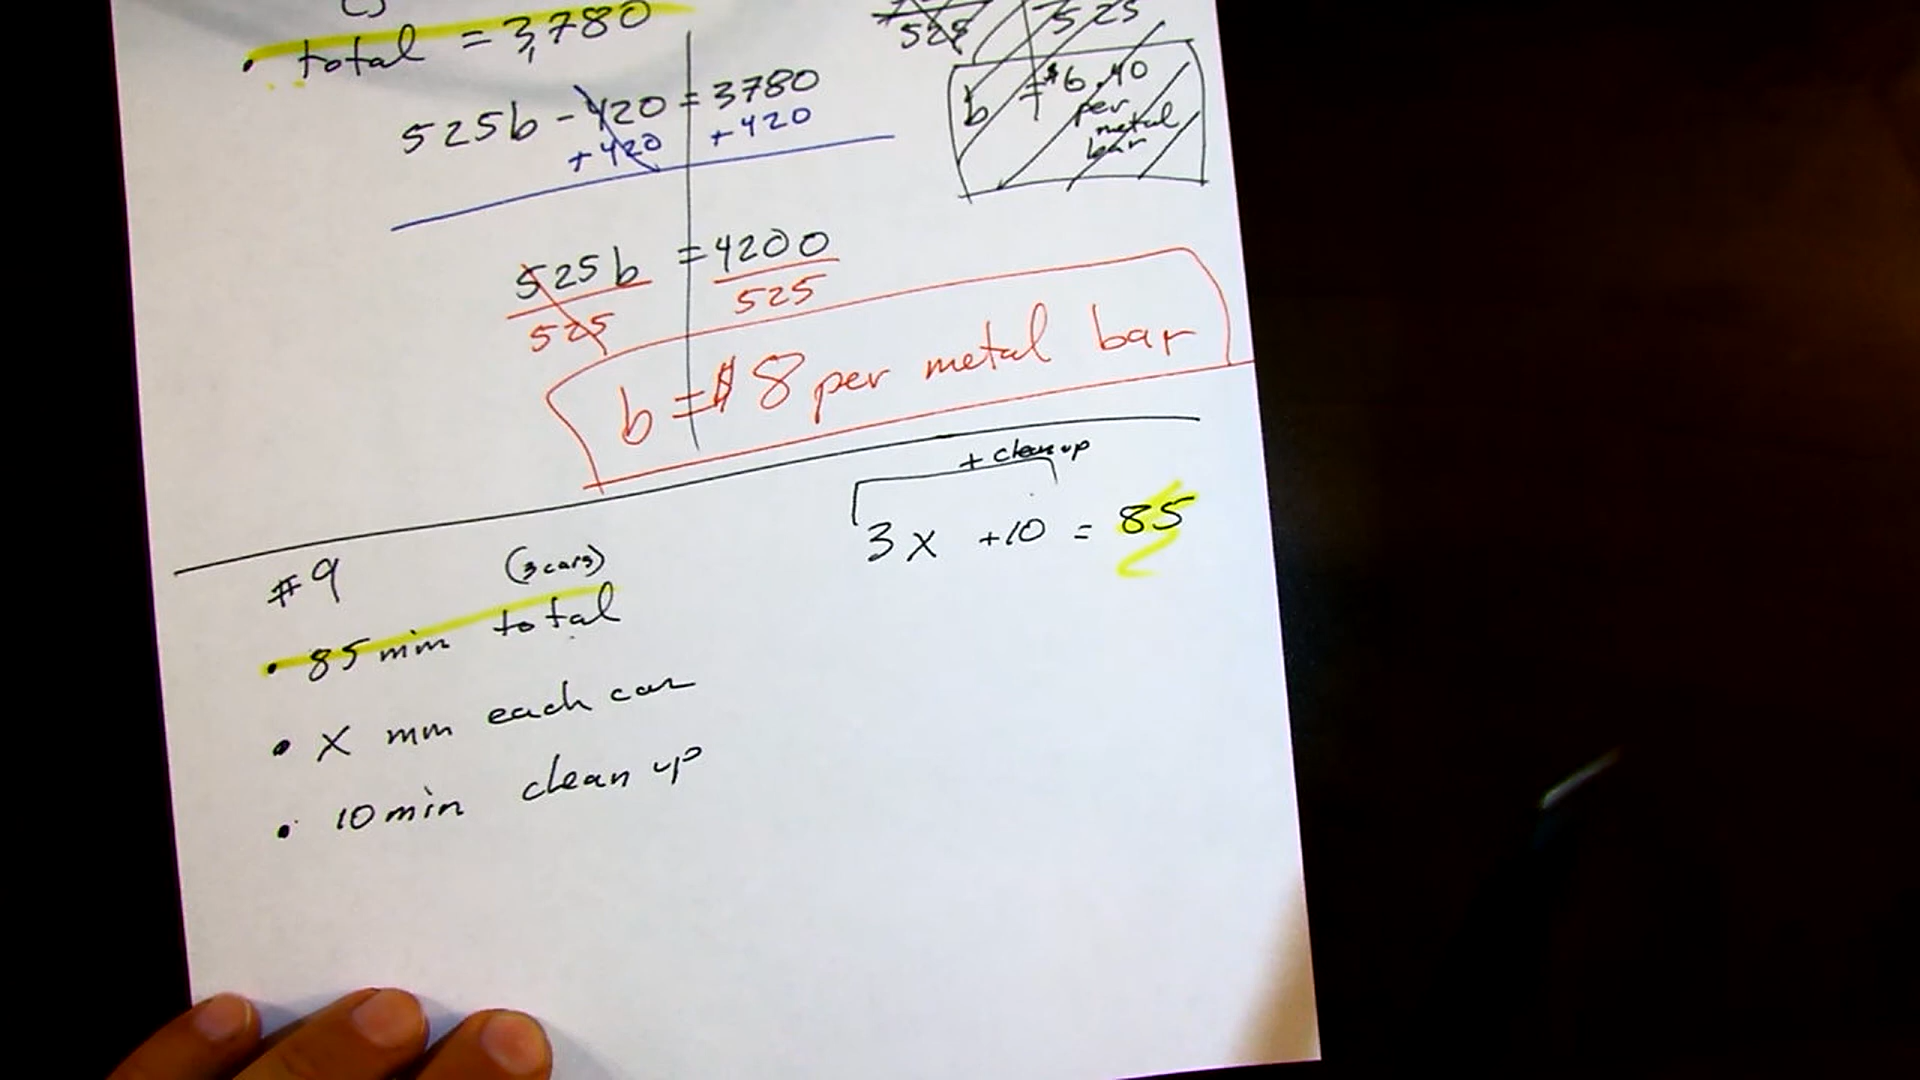 • total = 3,780
525b - 420 = 3780
+420 +420
525b = 4200
525 525
b = $8 per metal bar
525
b = $6.40
per
metal
bar
#9 (3 cars)
• 85 min total
• X min each car
• 10 min clean up
+ clean up
3x +10 = 85